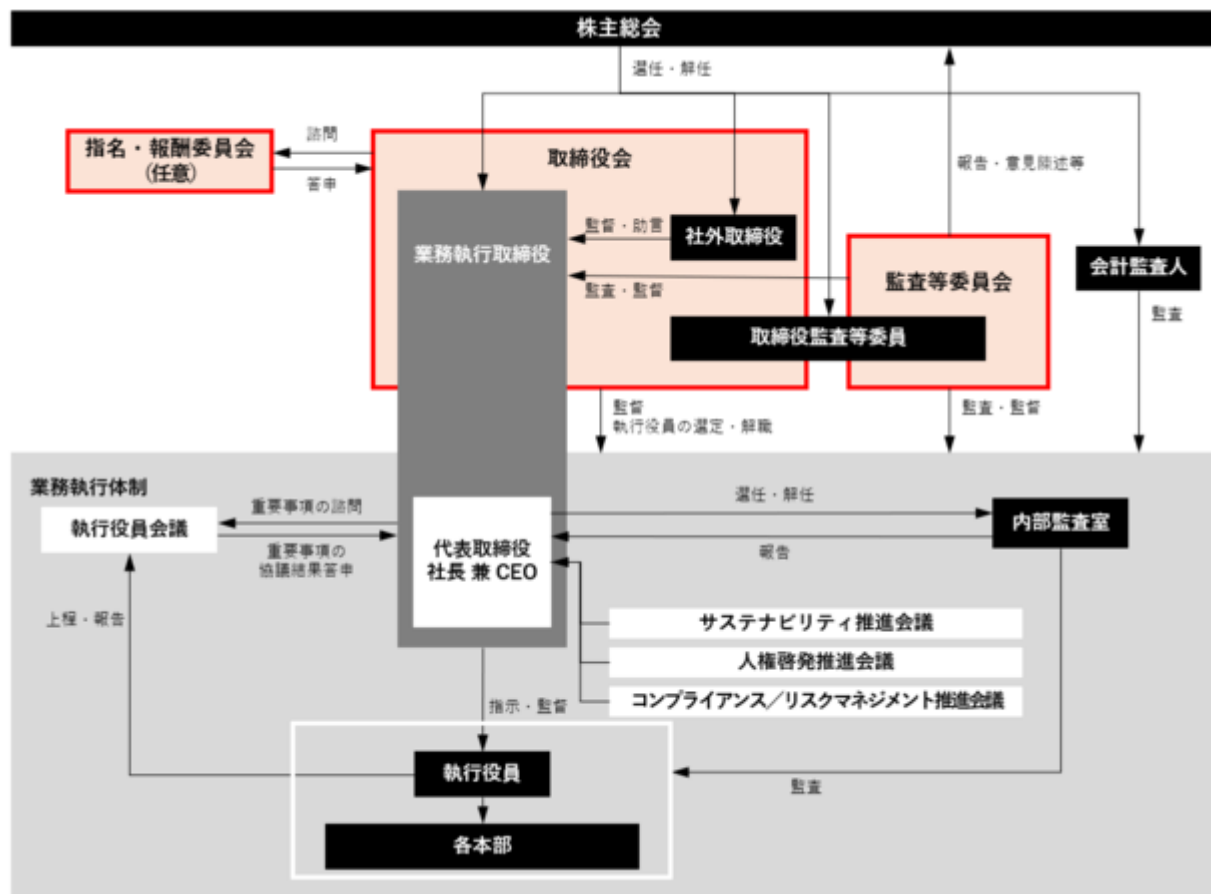 株主総会
選任・解任
指名・報酬委員会
(任意)
諮問
答申
取締役会
報告・意見陳述等
業務執行取締役
監督・助言
社外取締役
監査・監督
監査等委員会
会計監査人
監査
取締役監査等委員
監督
執行役員の選定・解職
監査・監督
業務執行体制
執行役員会議
重要事項の諮問
重要事項の
協議結果答申
代表取締役
社長 兼 CEO
選任・解任
報告
内部監査室
上程・報告
サステナビリティ推進会議
人権啓発推進会議
コンプライアンス／リスクマネジメント推進会議
指示・監督
執行役員
監査
各本部